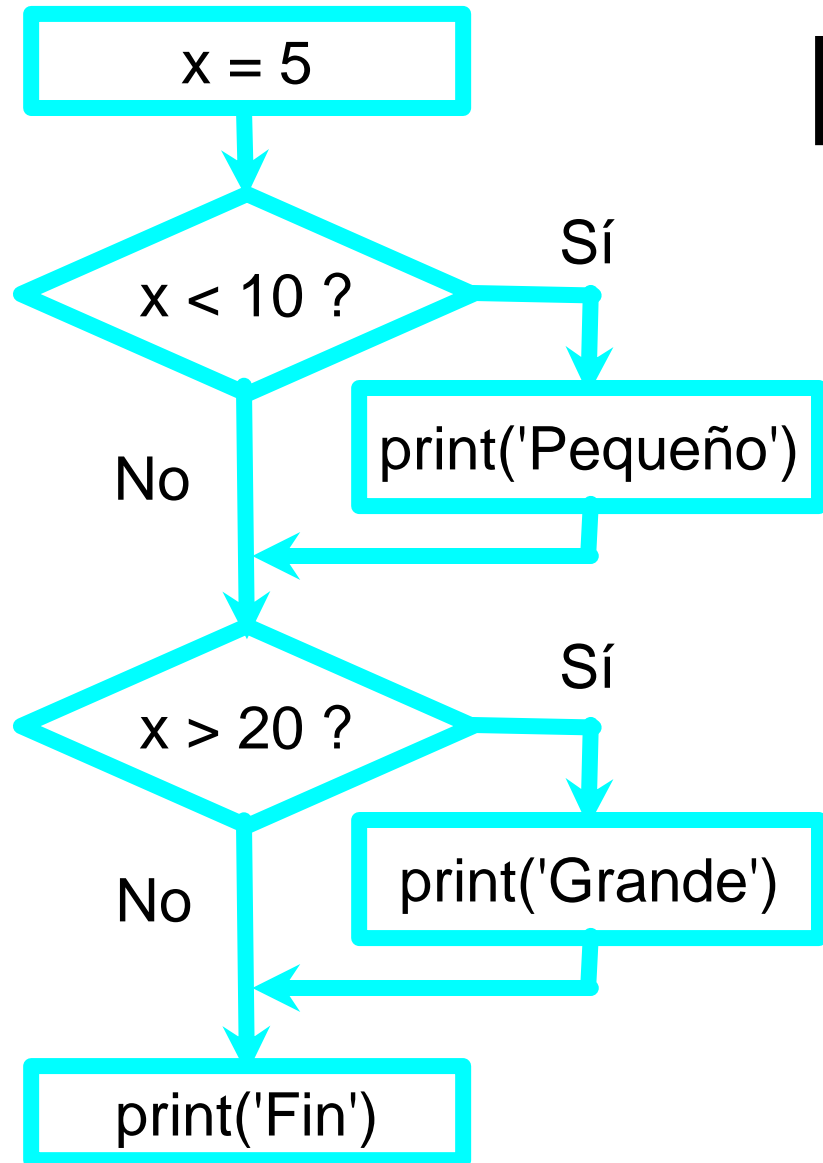 x = 5
x < 10 ?
Sí
print('Pequeño')
No
x > 20 ?
Sí
print('Grande')
No
print('Fin')